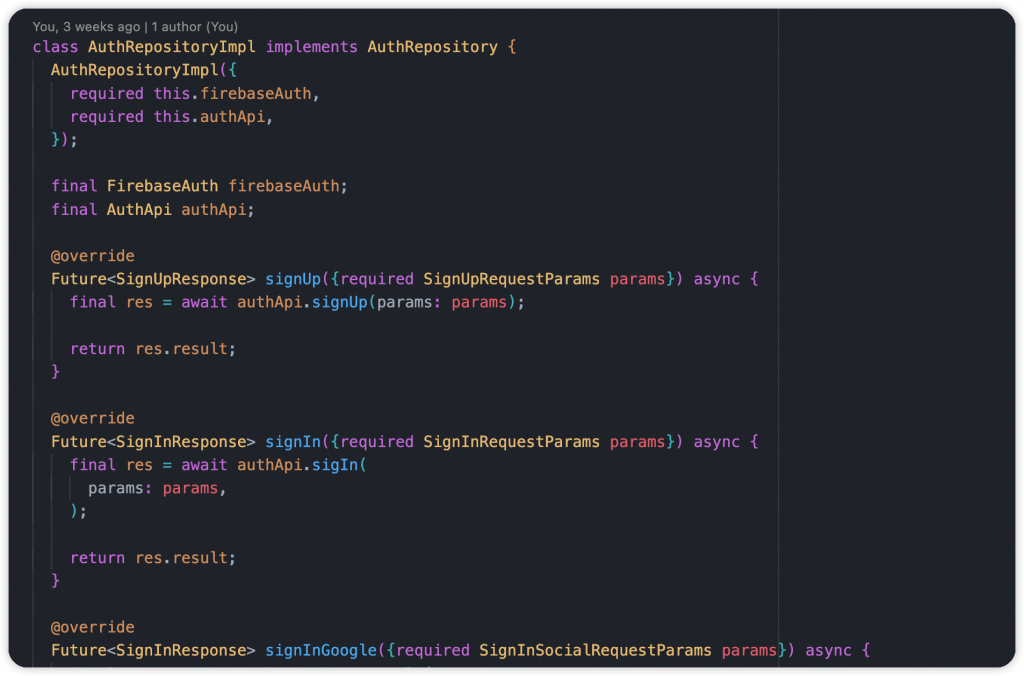 You, 3 weeks ago | 1 author (You)
class AuthRepositoryImpl implements AuthRepository {
  AuthRepositoryImpl({
    required this.firebaseAuth,
    required this.authApi,
  });

  final FirebaseAuth firebaseAuth;
  final AuthApi authApi;

  @override
  Future<SignUpResponse> signUp({required SignUpRequestParams params}) async {
    final res = await authApi.signUp(params: params);

    return res.result;
  }

  @override
  Future<SignInResponse> signIn({required SignInRequestParams params}) async {
    final res = await authApi.sigIn(
      params: params,
    );

    return res.result;
  }

  @override
  Future<SignInResponse> signInGoogle({required SignInSocialRequestParams params}) async {